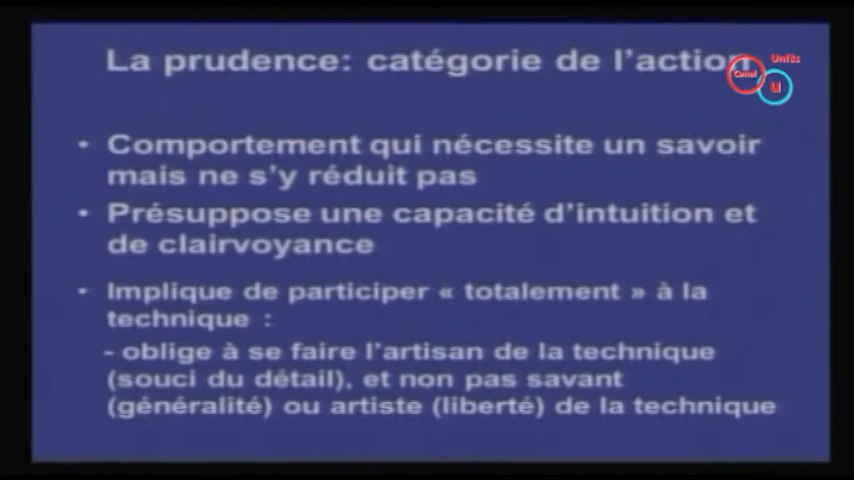 La prudence: catégorie de l'action
Unf3s
Canal
U
• Comportement qui nécessite un savoir
mais ne s'y réduit pas
• Présuppose une capacité d'intuition et
de clairvoyance
• Implique de participer « totalement » à la
technique :
- oblige à se faire l'artisan de la technique
(souci du détail), et non pas savant
(généralité) ou artiste (liberté) de la technique